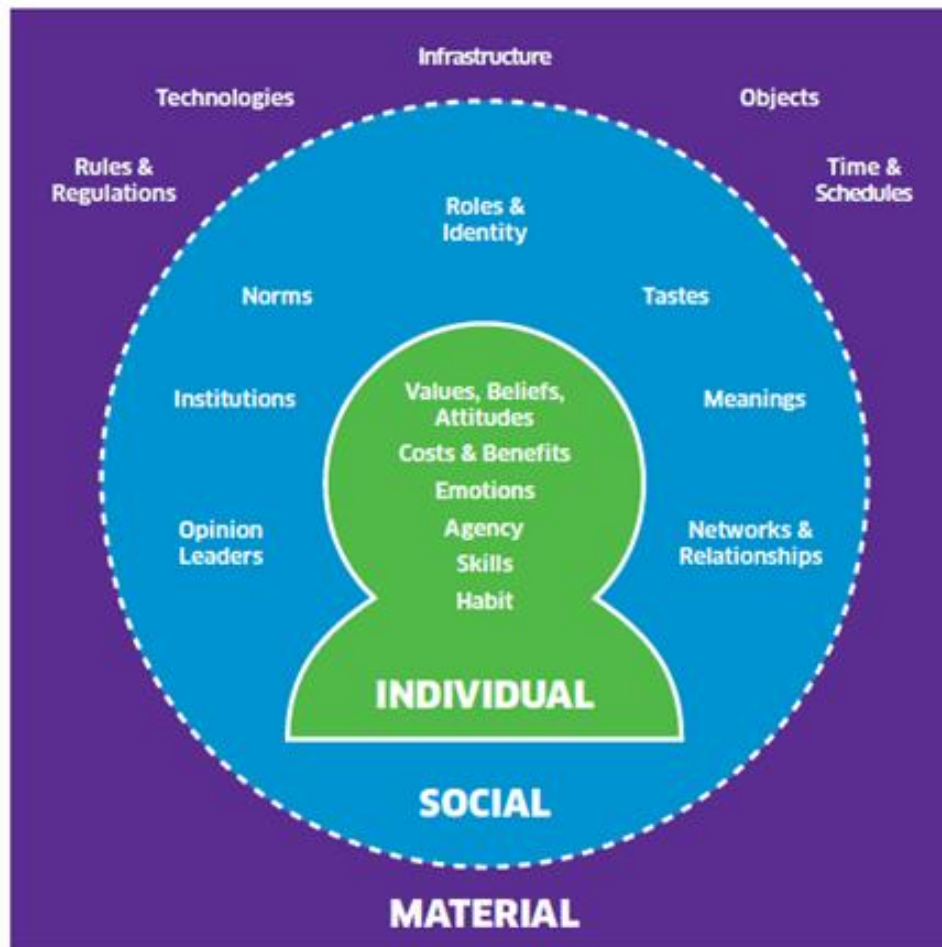 Infrastructure
Technologies
Objects
Rules &
Regulations
Time &
Schedules
Roles &
Identity
Norms
Tastes
Institutions
Values, Beliefs,
Attitudes
Meanings
Costs & Benefits
Emotions
Opinion
Leaders
Agency
Networks &
Relationships
Skills
Habit
INDIVIDUAL
SOCIAL
MATERIAL